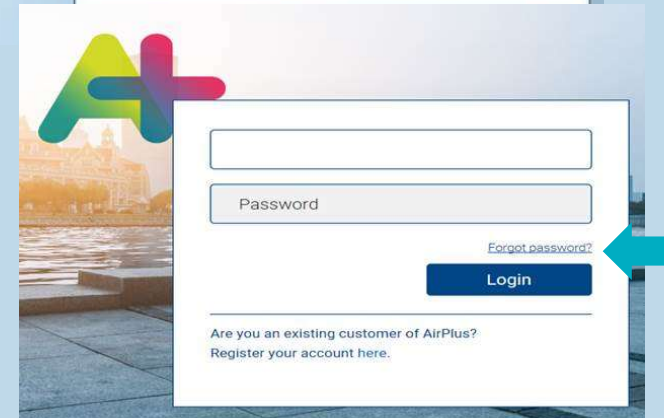 A+
Password
Forgot password?
Login
Are you an existing customer of AirPlus?
Register your account here.